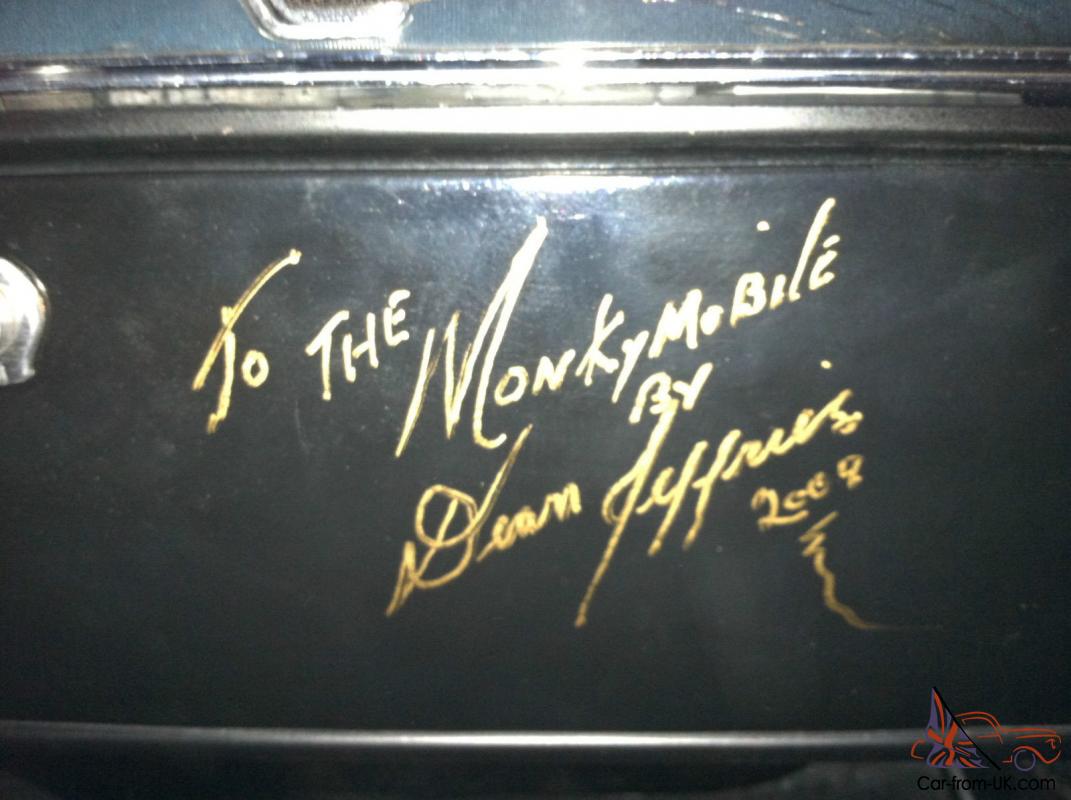 To THE MONKyMoBiLE
By
Dean Jeffries
2008
Car-from-UK.com